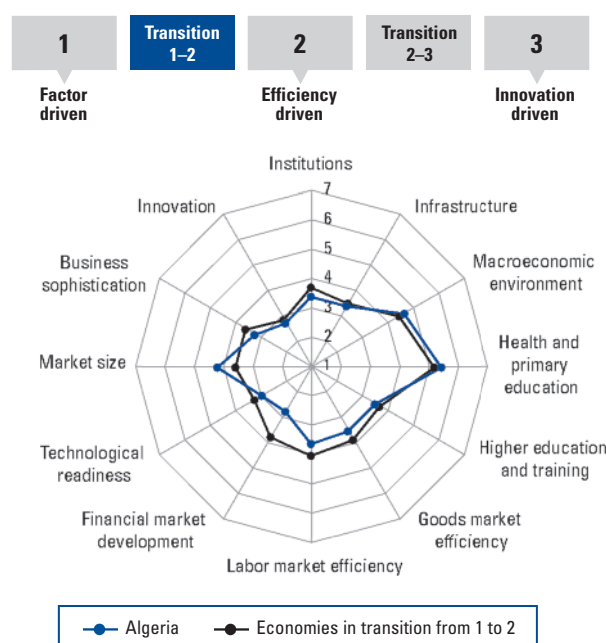 1
Transition
1–2
2
Transition
2–3
3
Factor
driven
Efficiency
driven
Innovation
driven
Institutions
7
Innovation
Infrastructure
6
5
Business
sophistication
Macroeconomic
environment
4
3
Market size
2
1
Health and
primary
education
Technological
readiness
Higher education
and training
Financial market
development
Goods market
efficiency
Labor market efficiency
Algeria
Economies in transition from 1 to 2